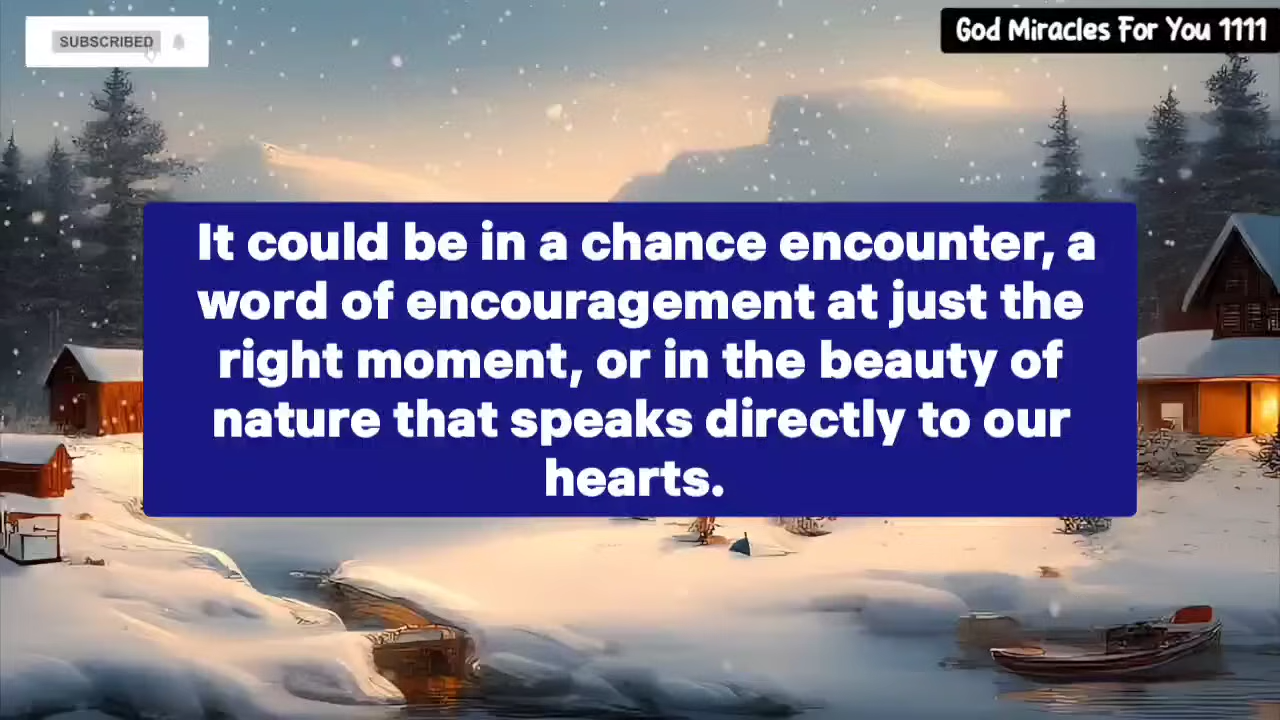 SUBSCRIBED
God Miracles For You 1111
It could be in a chance encounter, a
word of encouragement at just the
right moment, or in the beauty of
nature that speaks directly to our
hearts.